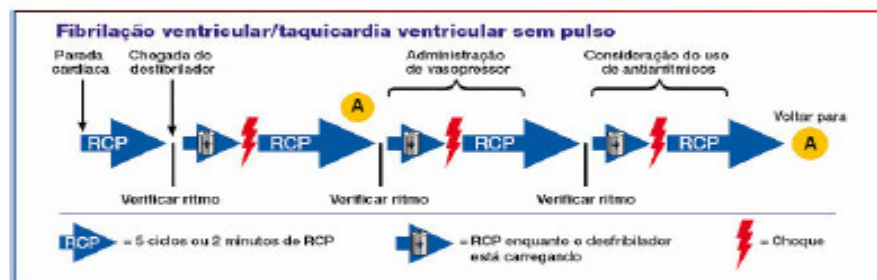 Fibrilação ventricular/taquicardia ventricular sem pulso
Parada
cardíaca
Chegada do
desfibrilador
Administração
de vasopressor
Consideração do uso
de antiarrítmicos
A
Voltar para
A
RCP
RCP
RCP
RCP
Verificar ritmo
Verificar ritmo
Verificar ritmo
RCP
= 5 ciclos ou 2 minutos de RCP
= RCP enquanto o desfribilador
está carregando
= Choque